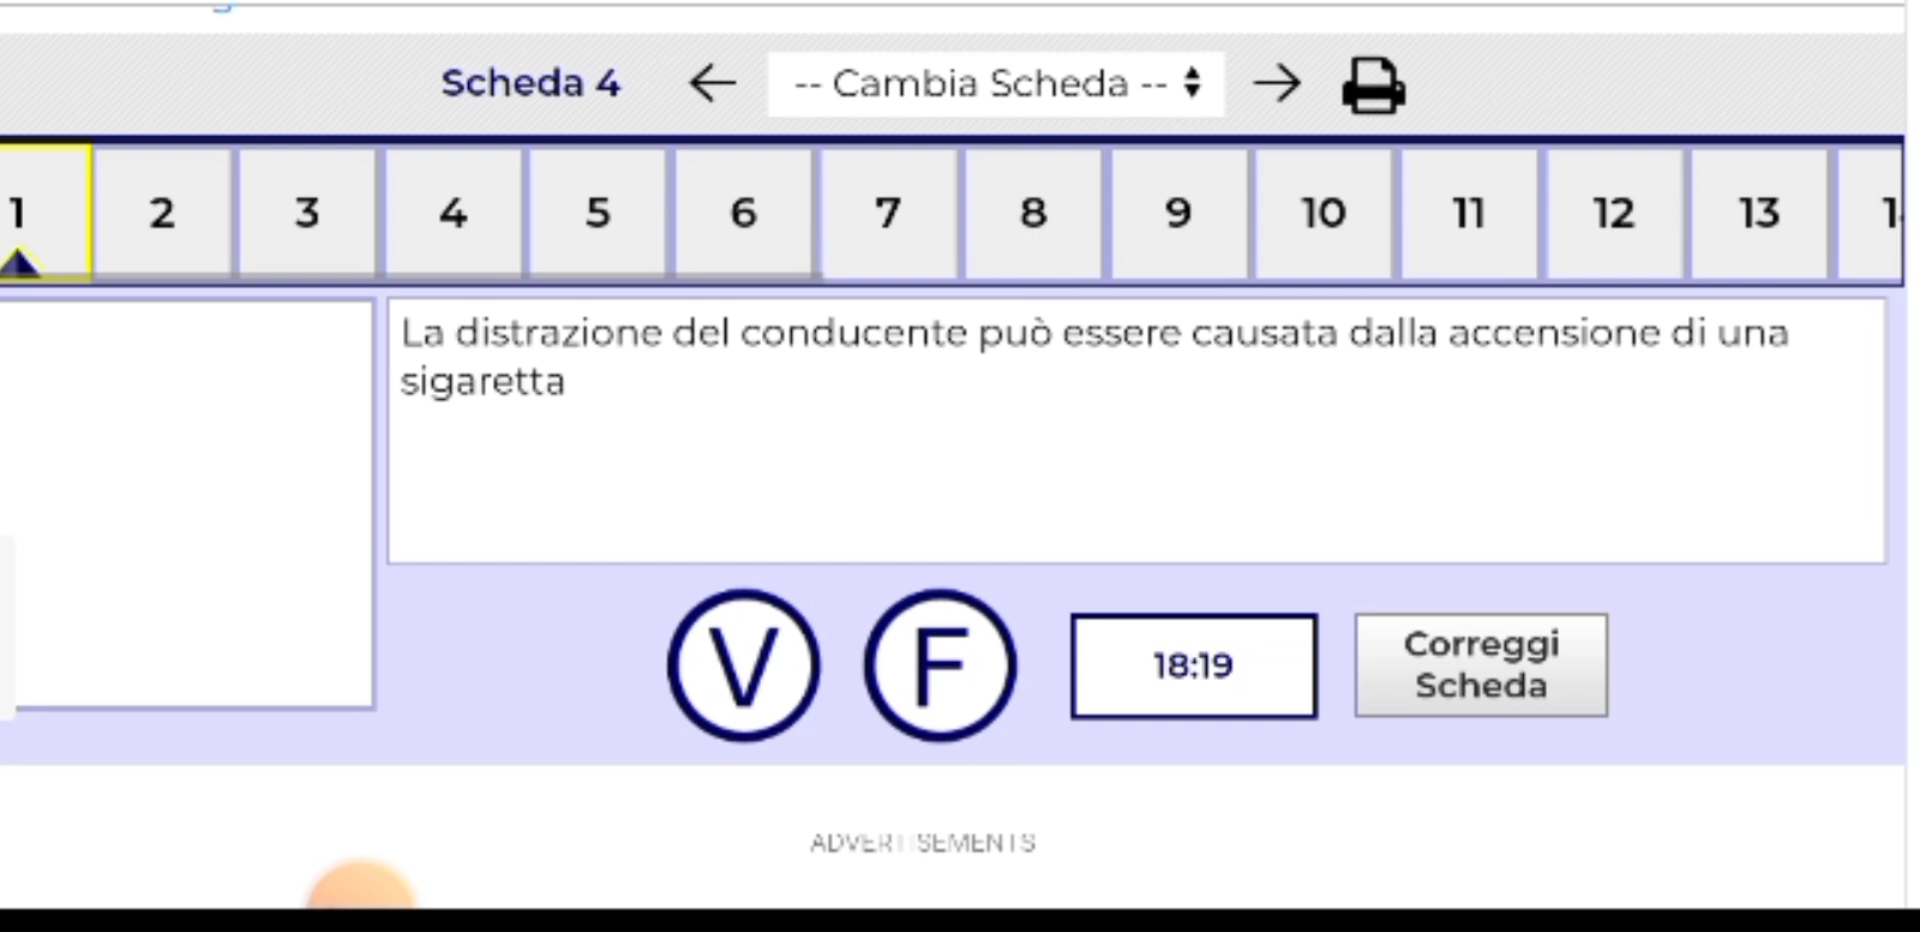 Scheda 4 -- Cambia Scheda --
1 2 3 4 5 6 7 8 9 10 11 12 13
La distrazione del conducente può essere causata dalla accensione di una
sigaretta
V F 18:19 Correggi
Scheda
ADVERTISEMENTS